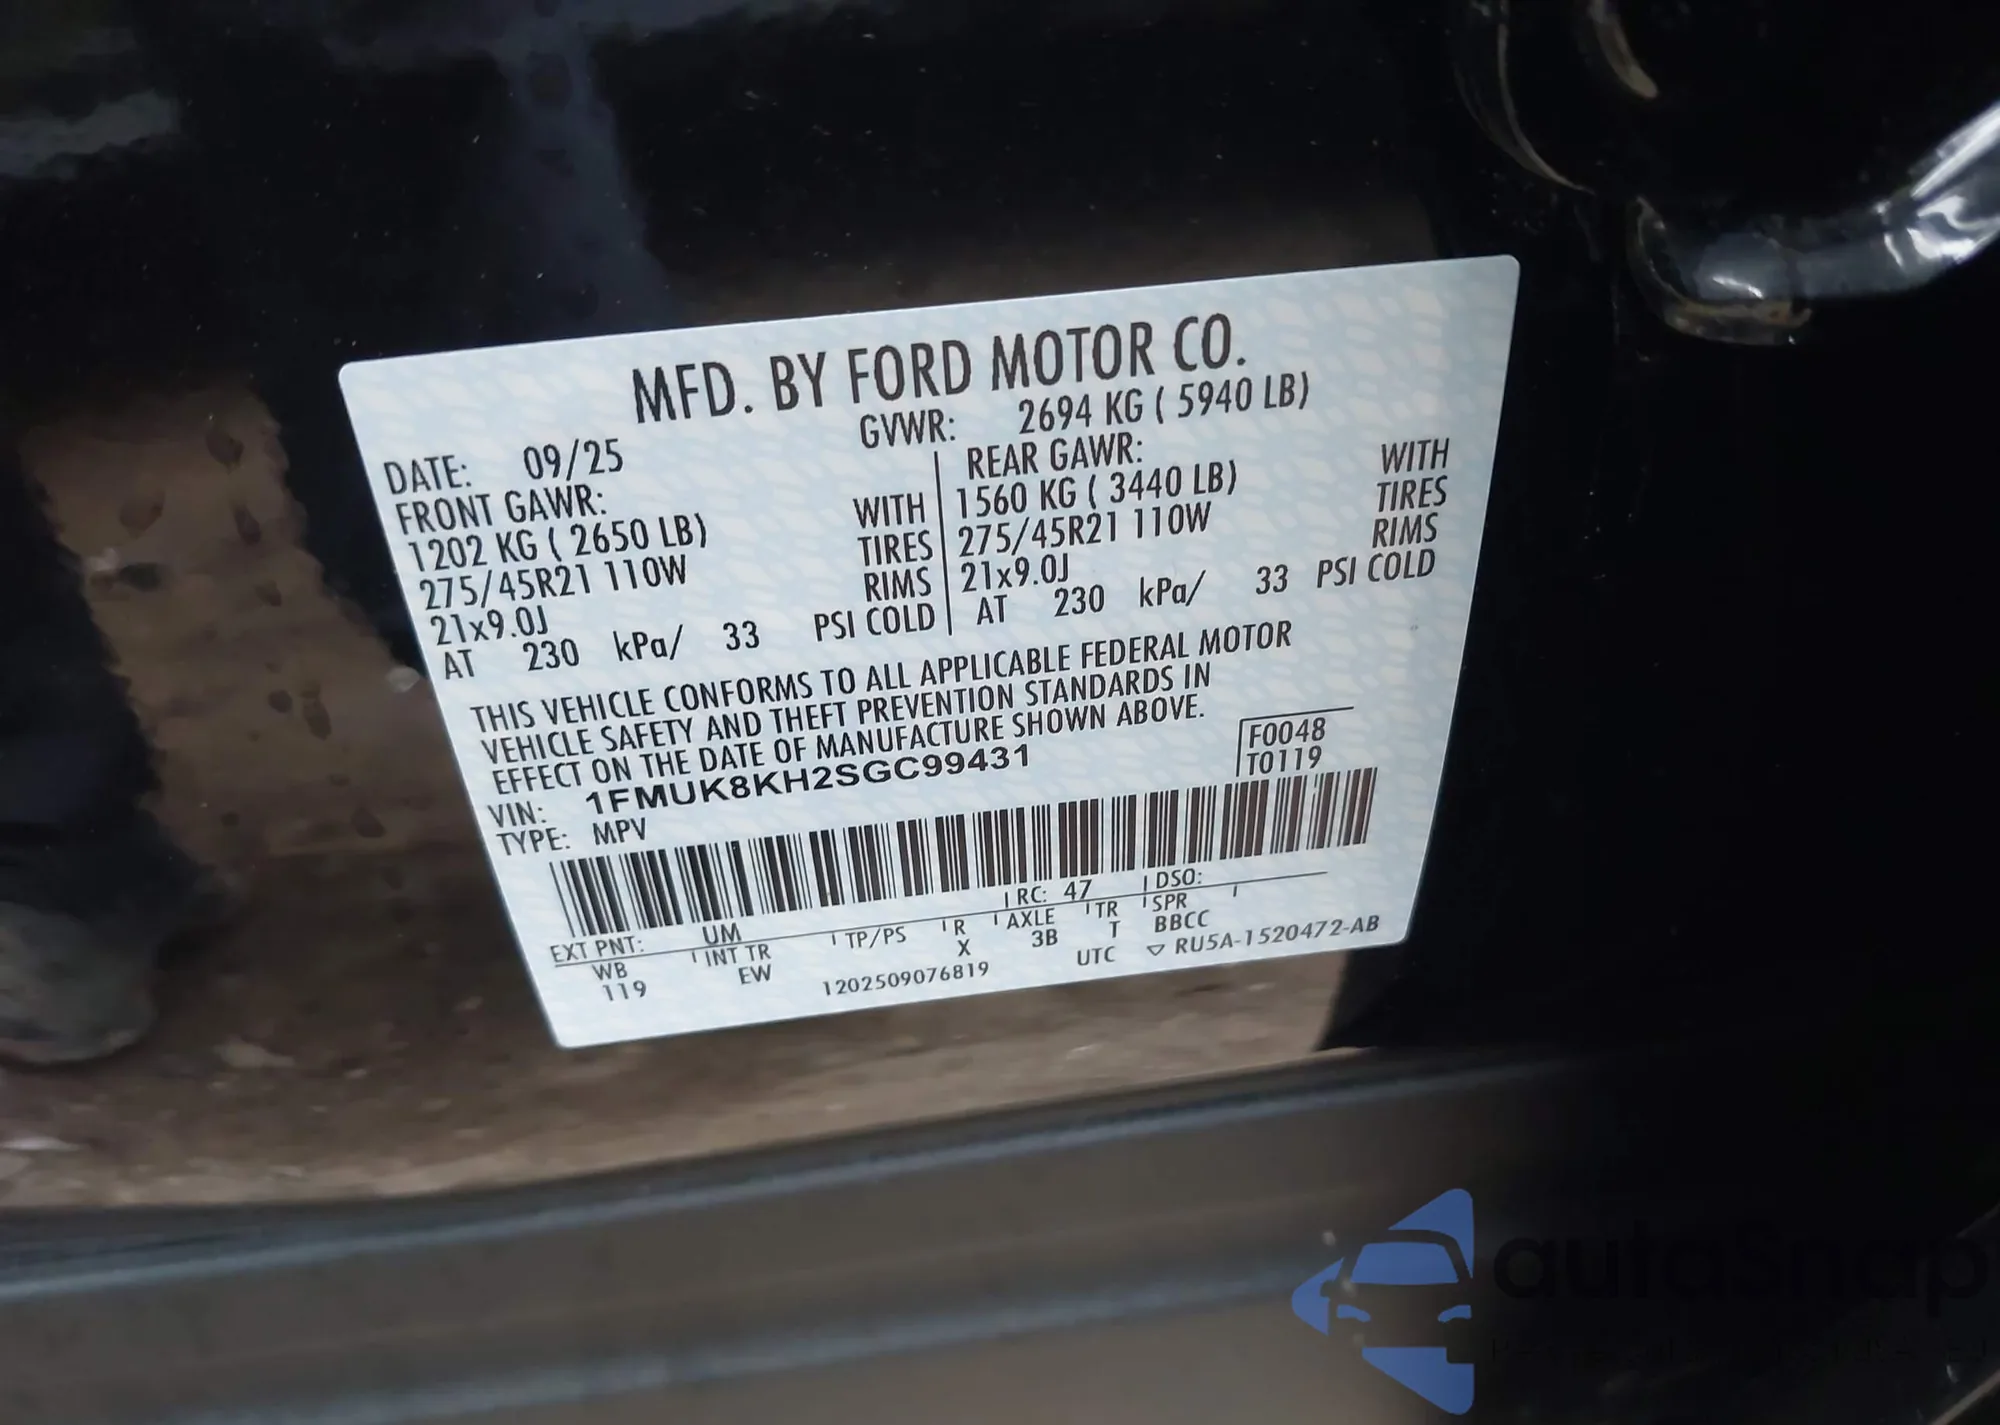 MFD. BY FORD MOTOR CO.
DATE: 09/25 GVWR: 2694 KG ( 5940 LB)
FRONT GAWR: REAR GAWR:
1202 KG ( 2650 LB) WITH 1560 KG ( 3440 LB) WITH
275/45R21 110W TIRES 275/45R21 110W TIRES
21x9.0J RIMS 21x9.0J RIMS
AT 230 kPa/ 33 PSI COLD AT 230 kPa/ 33 PSI COLD
THIS VEHICLE CONFORMS TO ALL APPLICABLE FEDERAL MOTOR
VEHICLE SAFETY AND THEFT PREVENTION STANDARDS IN
EFFECT ON THE DATE OF MANUFACTURE SHOWN ABOVE.
VIN: 1FMUK8KH2SGC99431 F0048
TYPE: MPV T0119
EXT PNT: UM RC: 47 DSO:
WB INT TR TP/PS R AXLE TR SPR
119 EW X 3B T BBCC
1202509076819 UTC RU5A-1520472-AB
autosnap